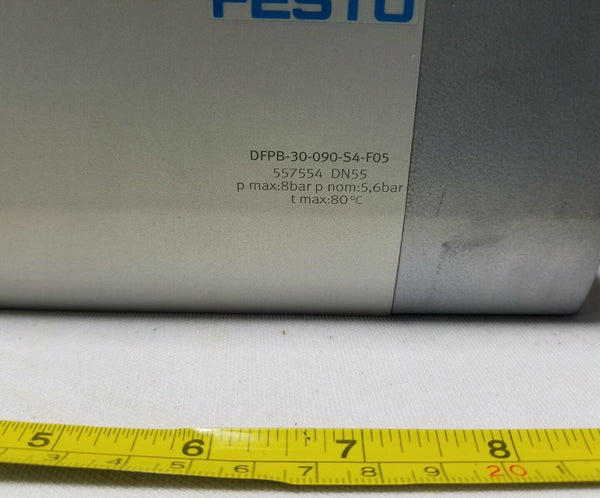 FESTO
DFPB-30-090-S4-F05
557554 DN55
p max:8bar p nom:5,6bar
t max:80°C
5 6 7 8
3 4 5 6 7 8 9 20